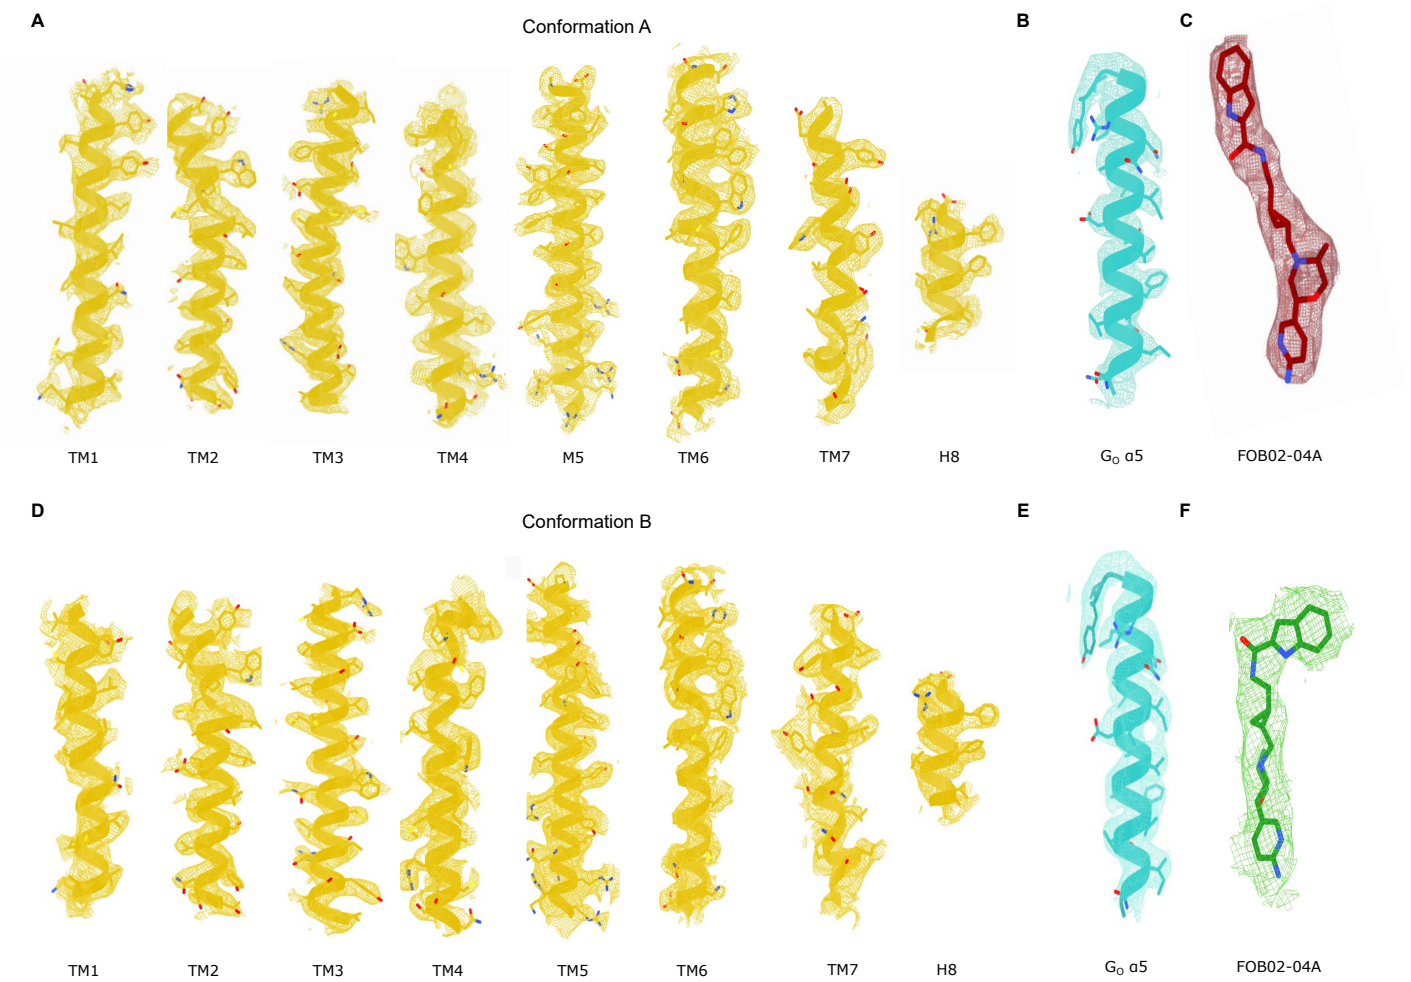 A
Conformation A
B
C
TM1
TM2
TM3
TM4
M5
TM6
TM7
H8
GO α5
FOB02-04A
D
Conformation B
E
F
TM1
TM2
TM3
TM4
TM5
TM6
TM7
H8
GO α5
FOB02-04A